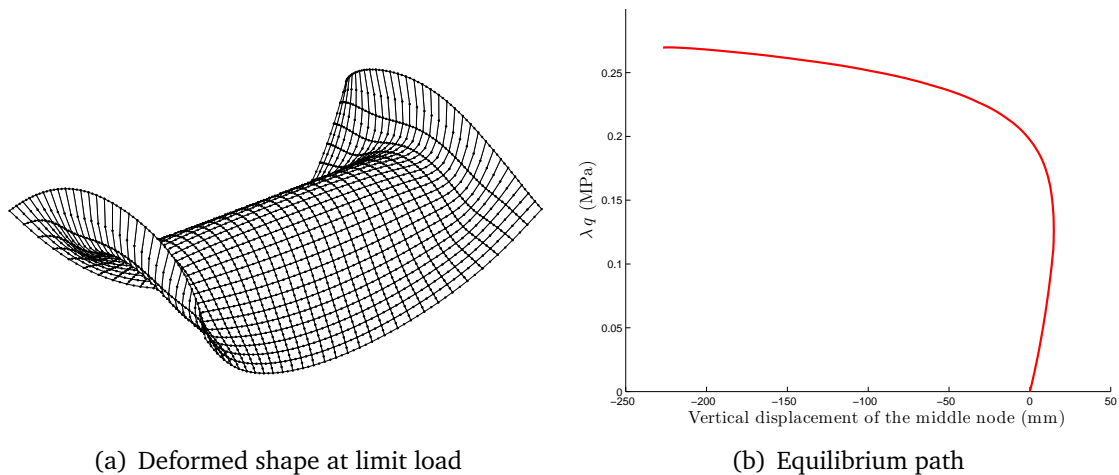 0.25
0.2
0.15
0.1
0.05
0
λ q (MPa)
−250 −200 −150 −100 −50 0 50
Vertical displacement of the middle node (mm)
(a) Deformed shape at limit load
(b) Equilibrium path